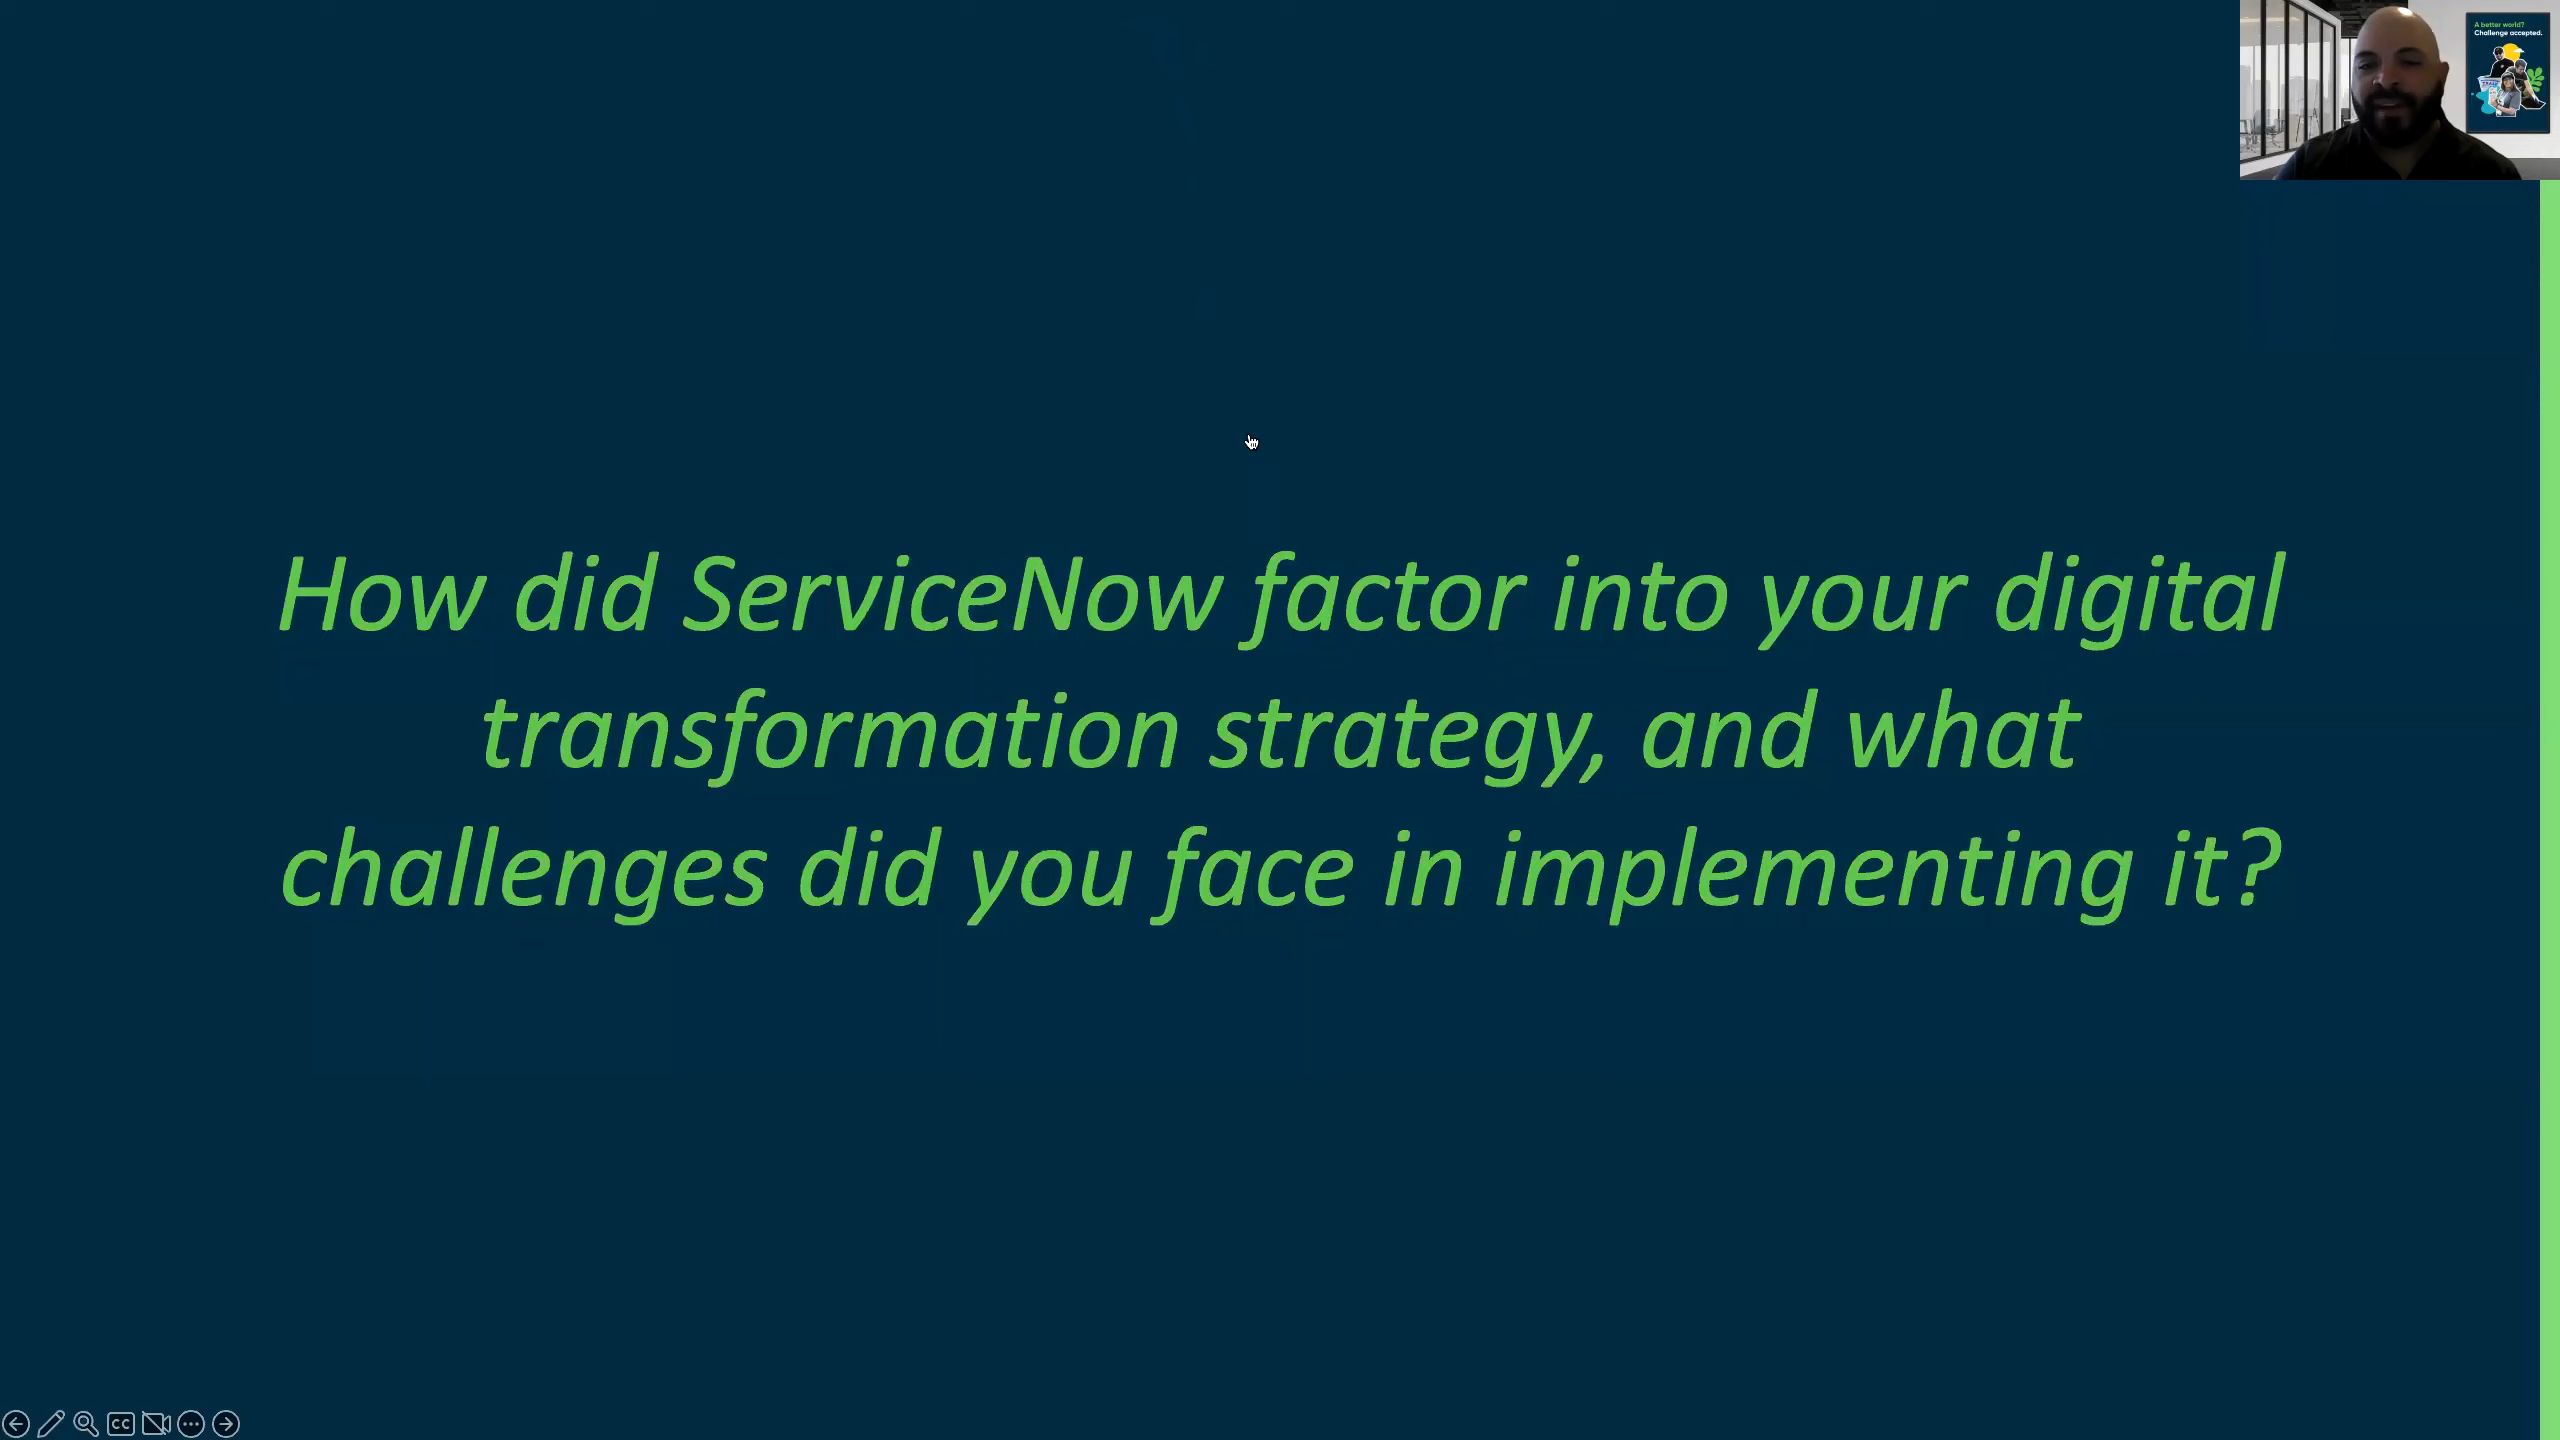 A better world?
Challenge accepted.
How did ServiceNow factor into your digital
transformation strategy, and what
challenges did you face in implementing it?
CC